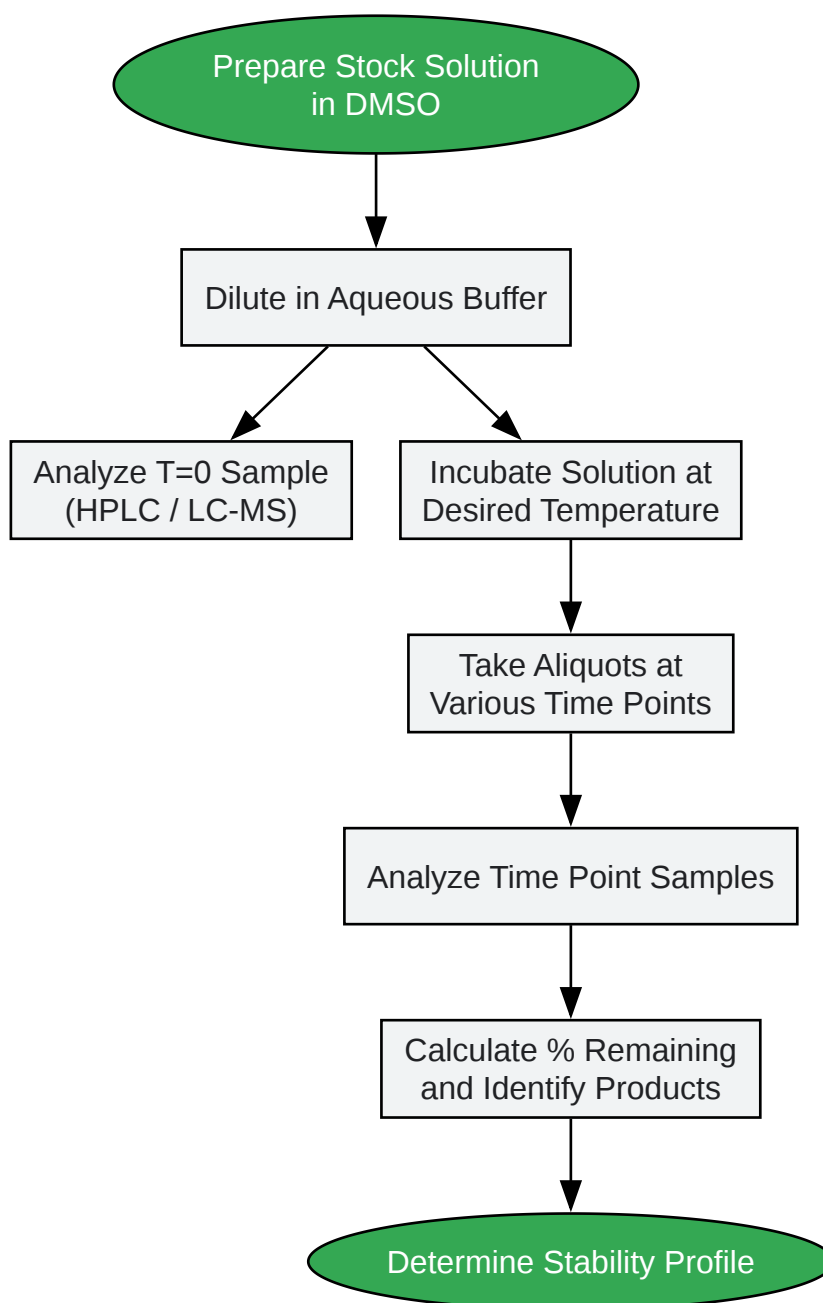 Prepare Stock Solution
in DMSO
Dilute in Aqueous Buffer
Analyze T=0 Sample
(HPLC / LC-MS)
Incubate Solution at
Desired Temperature
Take Aliquots at
Various Time Points
Analyze Time Point Samples
Calculate % Remaining
and Identify Products
Determine Stability Profile